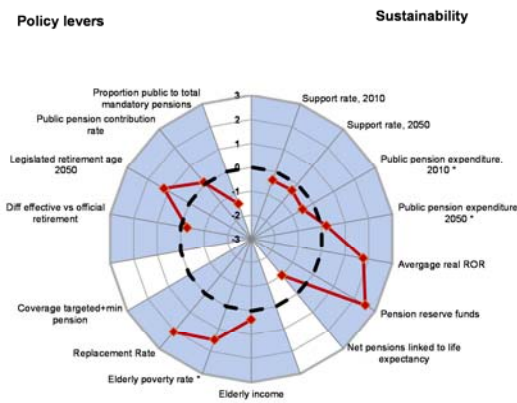 Policy levers
Sustainability
Proportion public to total
mandatory pensions
Public pension contribution
rate
Legislated retirement age
2050
Diff effective vs official
retirement
Coverage targeted+min
pension
Replacement Rate
Elderly poverty rate *
Elderly income
3
2
1
0
-1
-2
-3
Support rate, 2010
Support rate, 2050
Public pension expenditure.
2010 *
Public pension expenditure
2050 *
Avergage real ROR
Pension reserve funds
Net pensions linked to life
expectancy